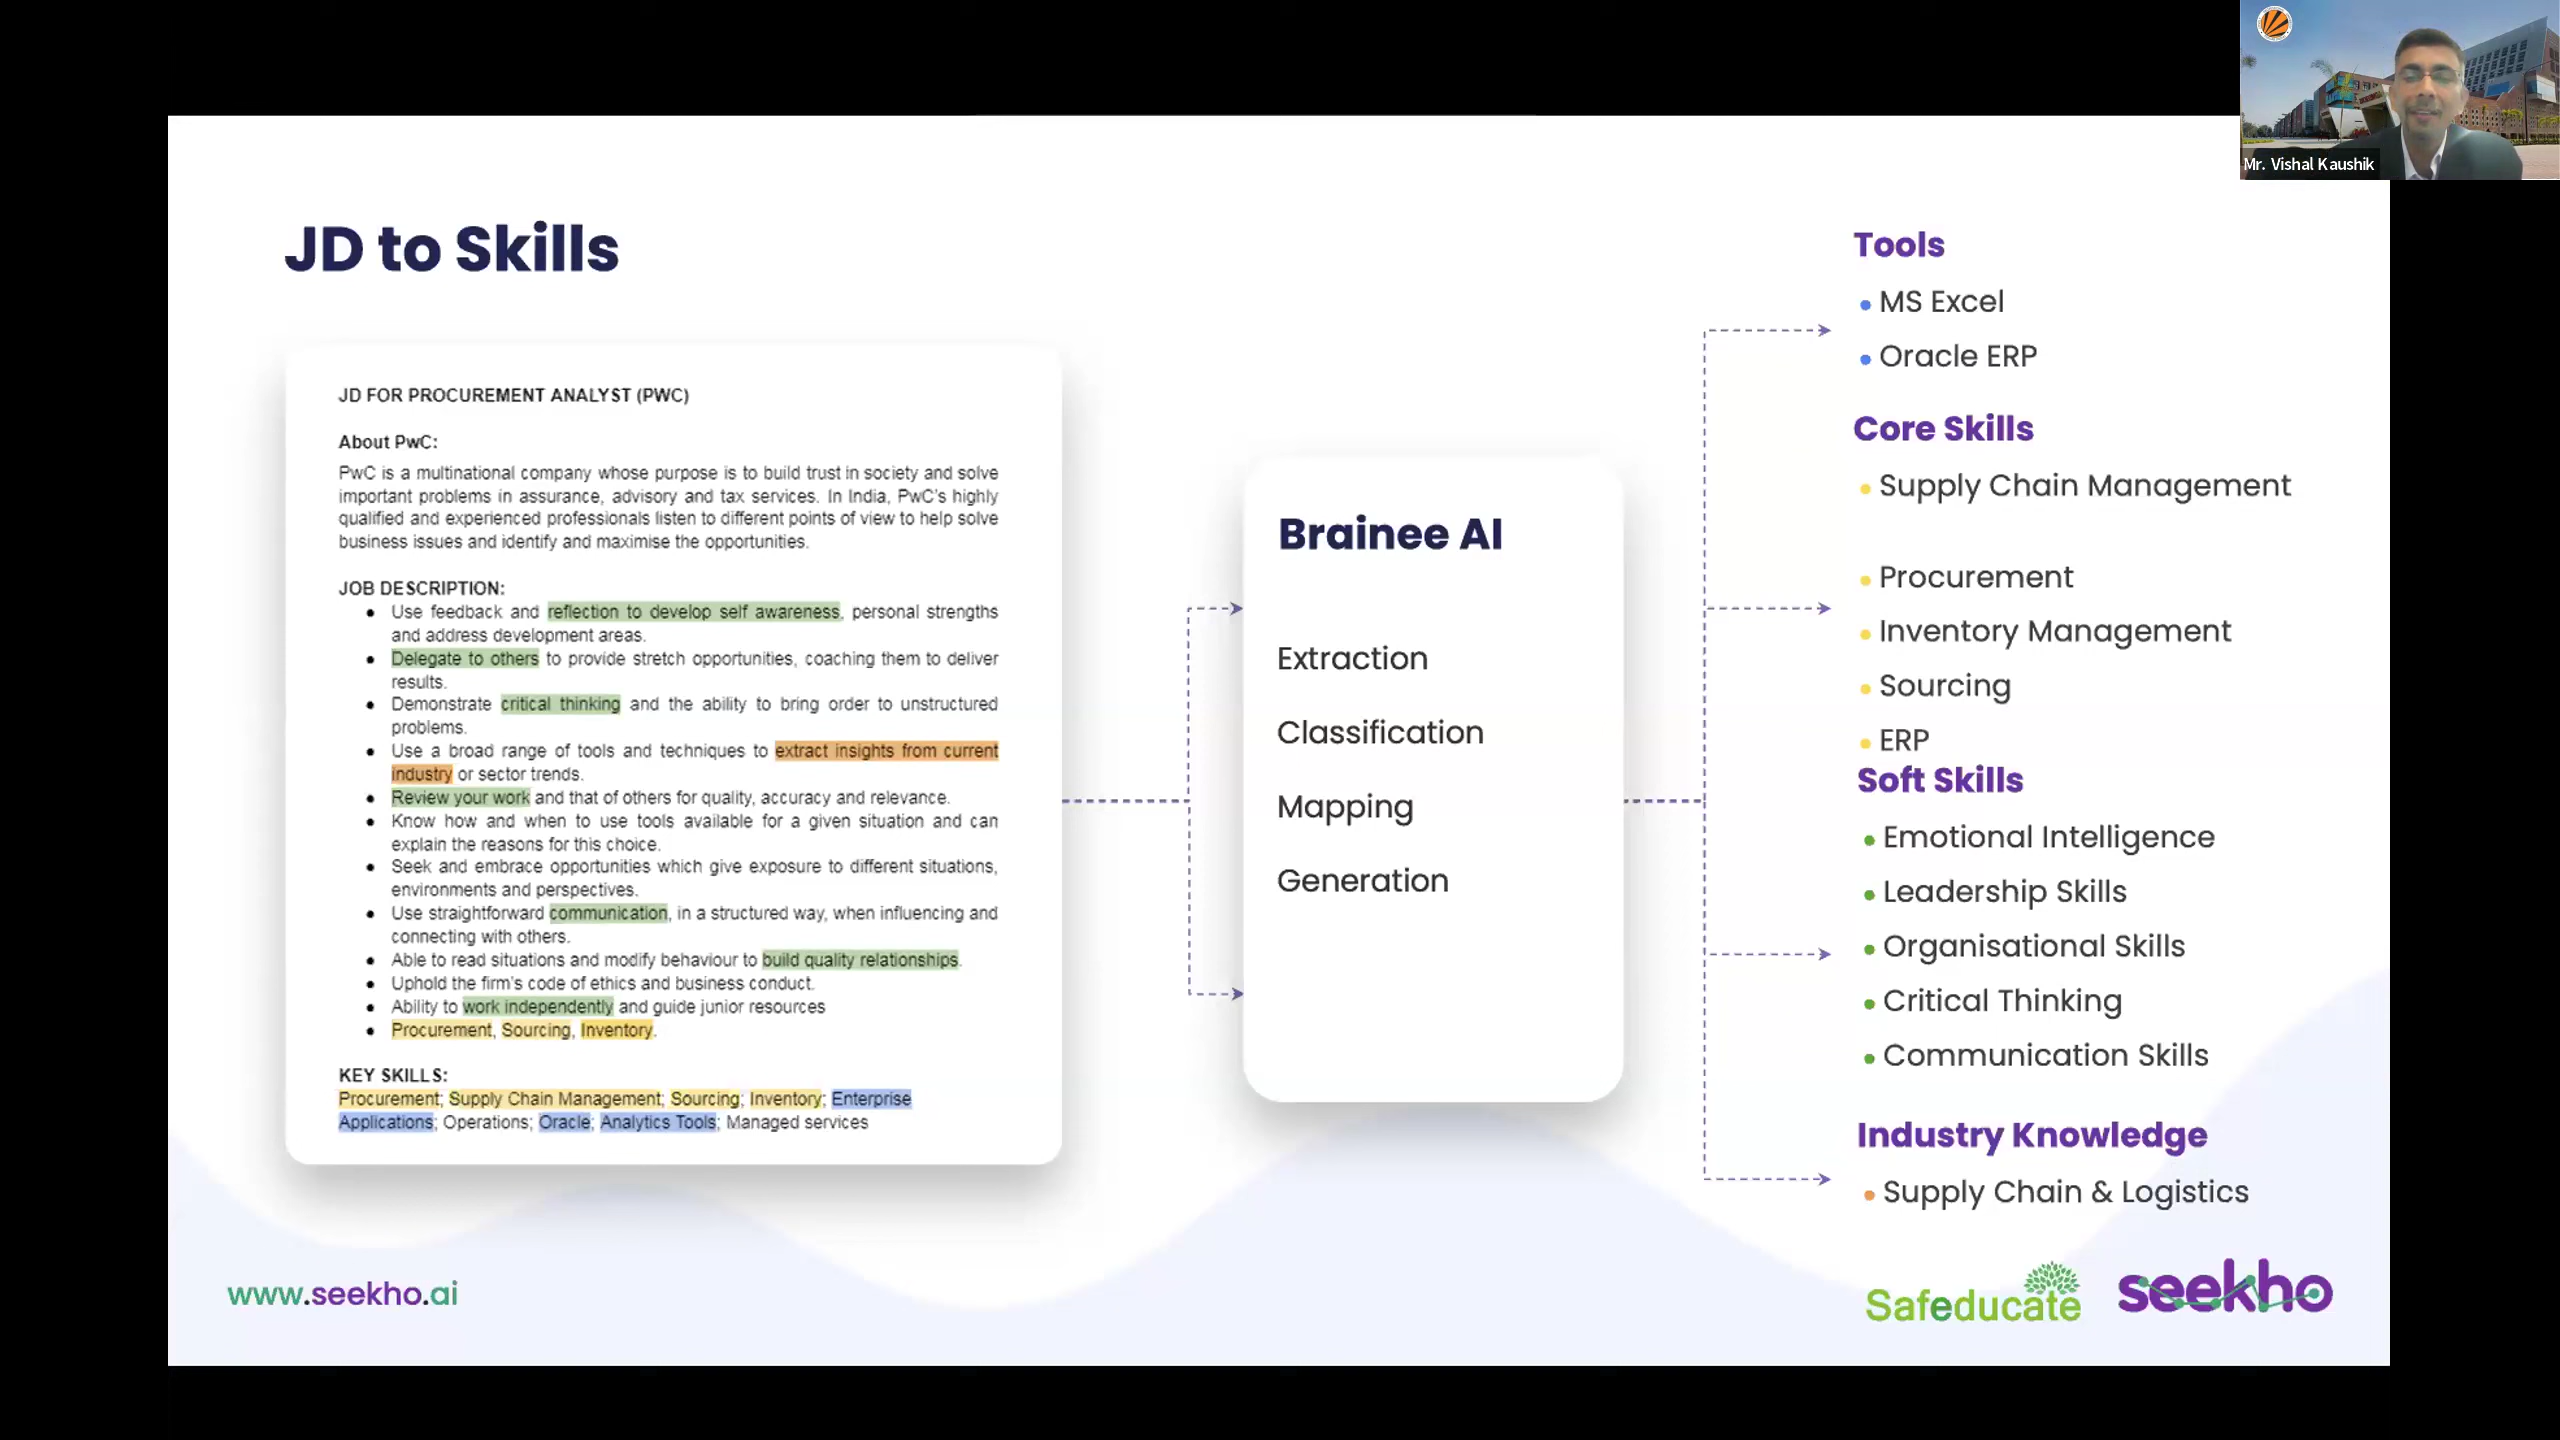 Mr. Vishal Kaushik
JD to Skills
JD FOR PROCUREMENT ANALYST (PWC)
About PwC:
PwC is a multinational company whose purpose is to build trust in society and solve
important problems in assurance, advisory and tax services. In India, PwC's highly
qualified and experienced professionals listen to different points of view to help solve
business issues and identify and maximise the opportunities.
JOB DESCRIPTION:
● Use feedback and reflection to develop self awareness, personal strengths
and address development areas.
● Delegate to others to provide stretch opportunities, coaching them to deliver
results.
● Demonstrate critical thinking and the ability to bring order to unstructured
problems.
● Use a broad range of tools and techniques to extract insights from current
industry or sector trends.
● Review your work and that of others for quality, accuracy and relevance.
● Know how and when to use tools available for a given situation and can
explain the reasons for this choice.
● Seek and embrace opportunities which give exposure to different situations,
environments and perspectives.
● Use straightforward communication, in a structured way, when influencing and
connecting with others.
● Able to read situations and modify behaviour to build quality relationships.
● Uphold the firm's code of ethics and business conduct.
● Ability to work independently and guide junior resources
● Procurement, Sourcing, Inventory.
KEY SKILLS:
Procurement; Supply Chain Management; Sourcing; Inventory; Enterprise
Applications; Operations; Oracle; Analytics Tools; Managed services
Brainee AI
Extraction
Classification
Mapping
Generation
Tools
• MS Excel
• Oracle ERP
Core Skills
• Supply Chain Management
• Procurement
• Inventory Management
• Sourcing
• ERP
Soft Skills
• Emotional Intelligence
• Leadership Skills
• Organisational Skills
• Critical Thinking
• Communication Skills
Industry Knowledge
• Supply Chain & Logistics
www.seekho.ai
Safeducate
seekho